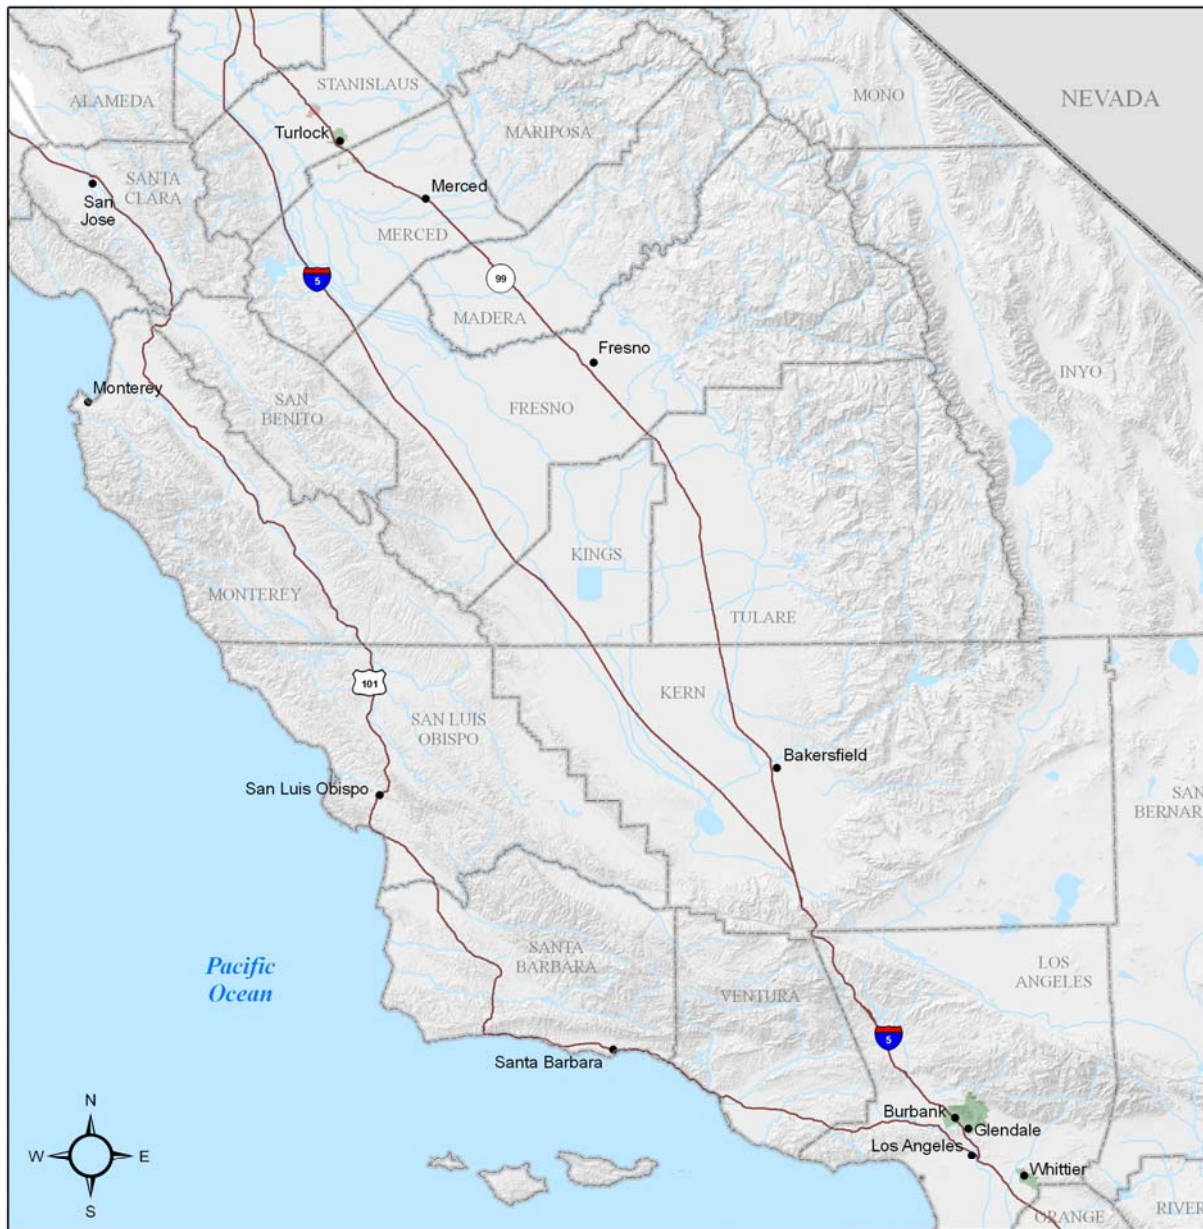 STANISLAUS
ALAMEDA
MONO
NEVADA
Turlock
MARIPOSA
SANTA
CLARA
San
Jose
Merced
MERCED
5
99
MADERA
Fresno
INYO
Monterey
SAN
BENITO
FRESNO
KINGS
MONTEREY
TULARE
101
KERN
SAN LUIS
OBISPO
Bakersfield
San Luis Obispo
SAN
BERNAR
Pacific
Ocean
SANTA
BARBARA
LOS
ANGELES
VENTURA
5
Santa Barbara
Burbank
Glendale
Los Angeles
Whittier
N
W
E
S
ORANGE
RIVER